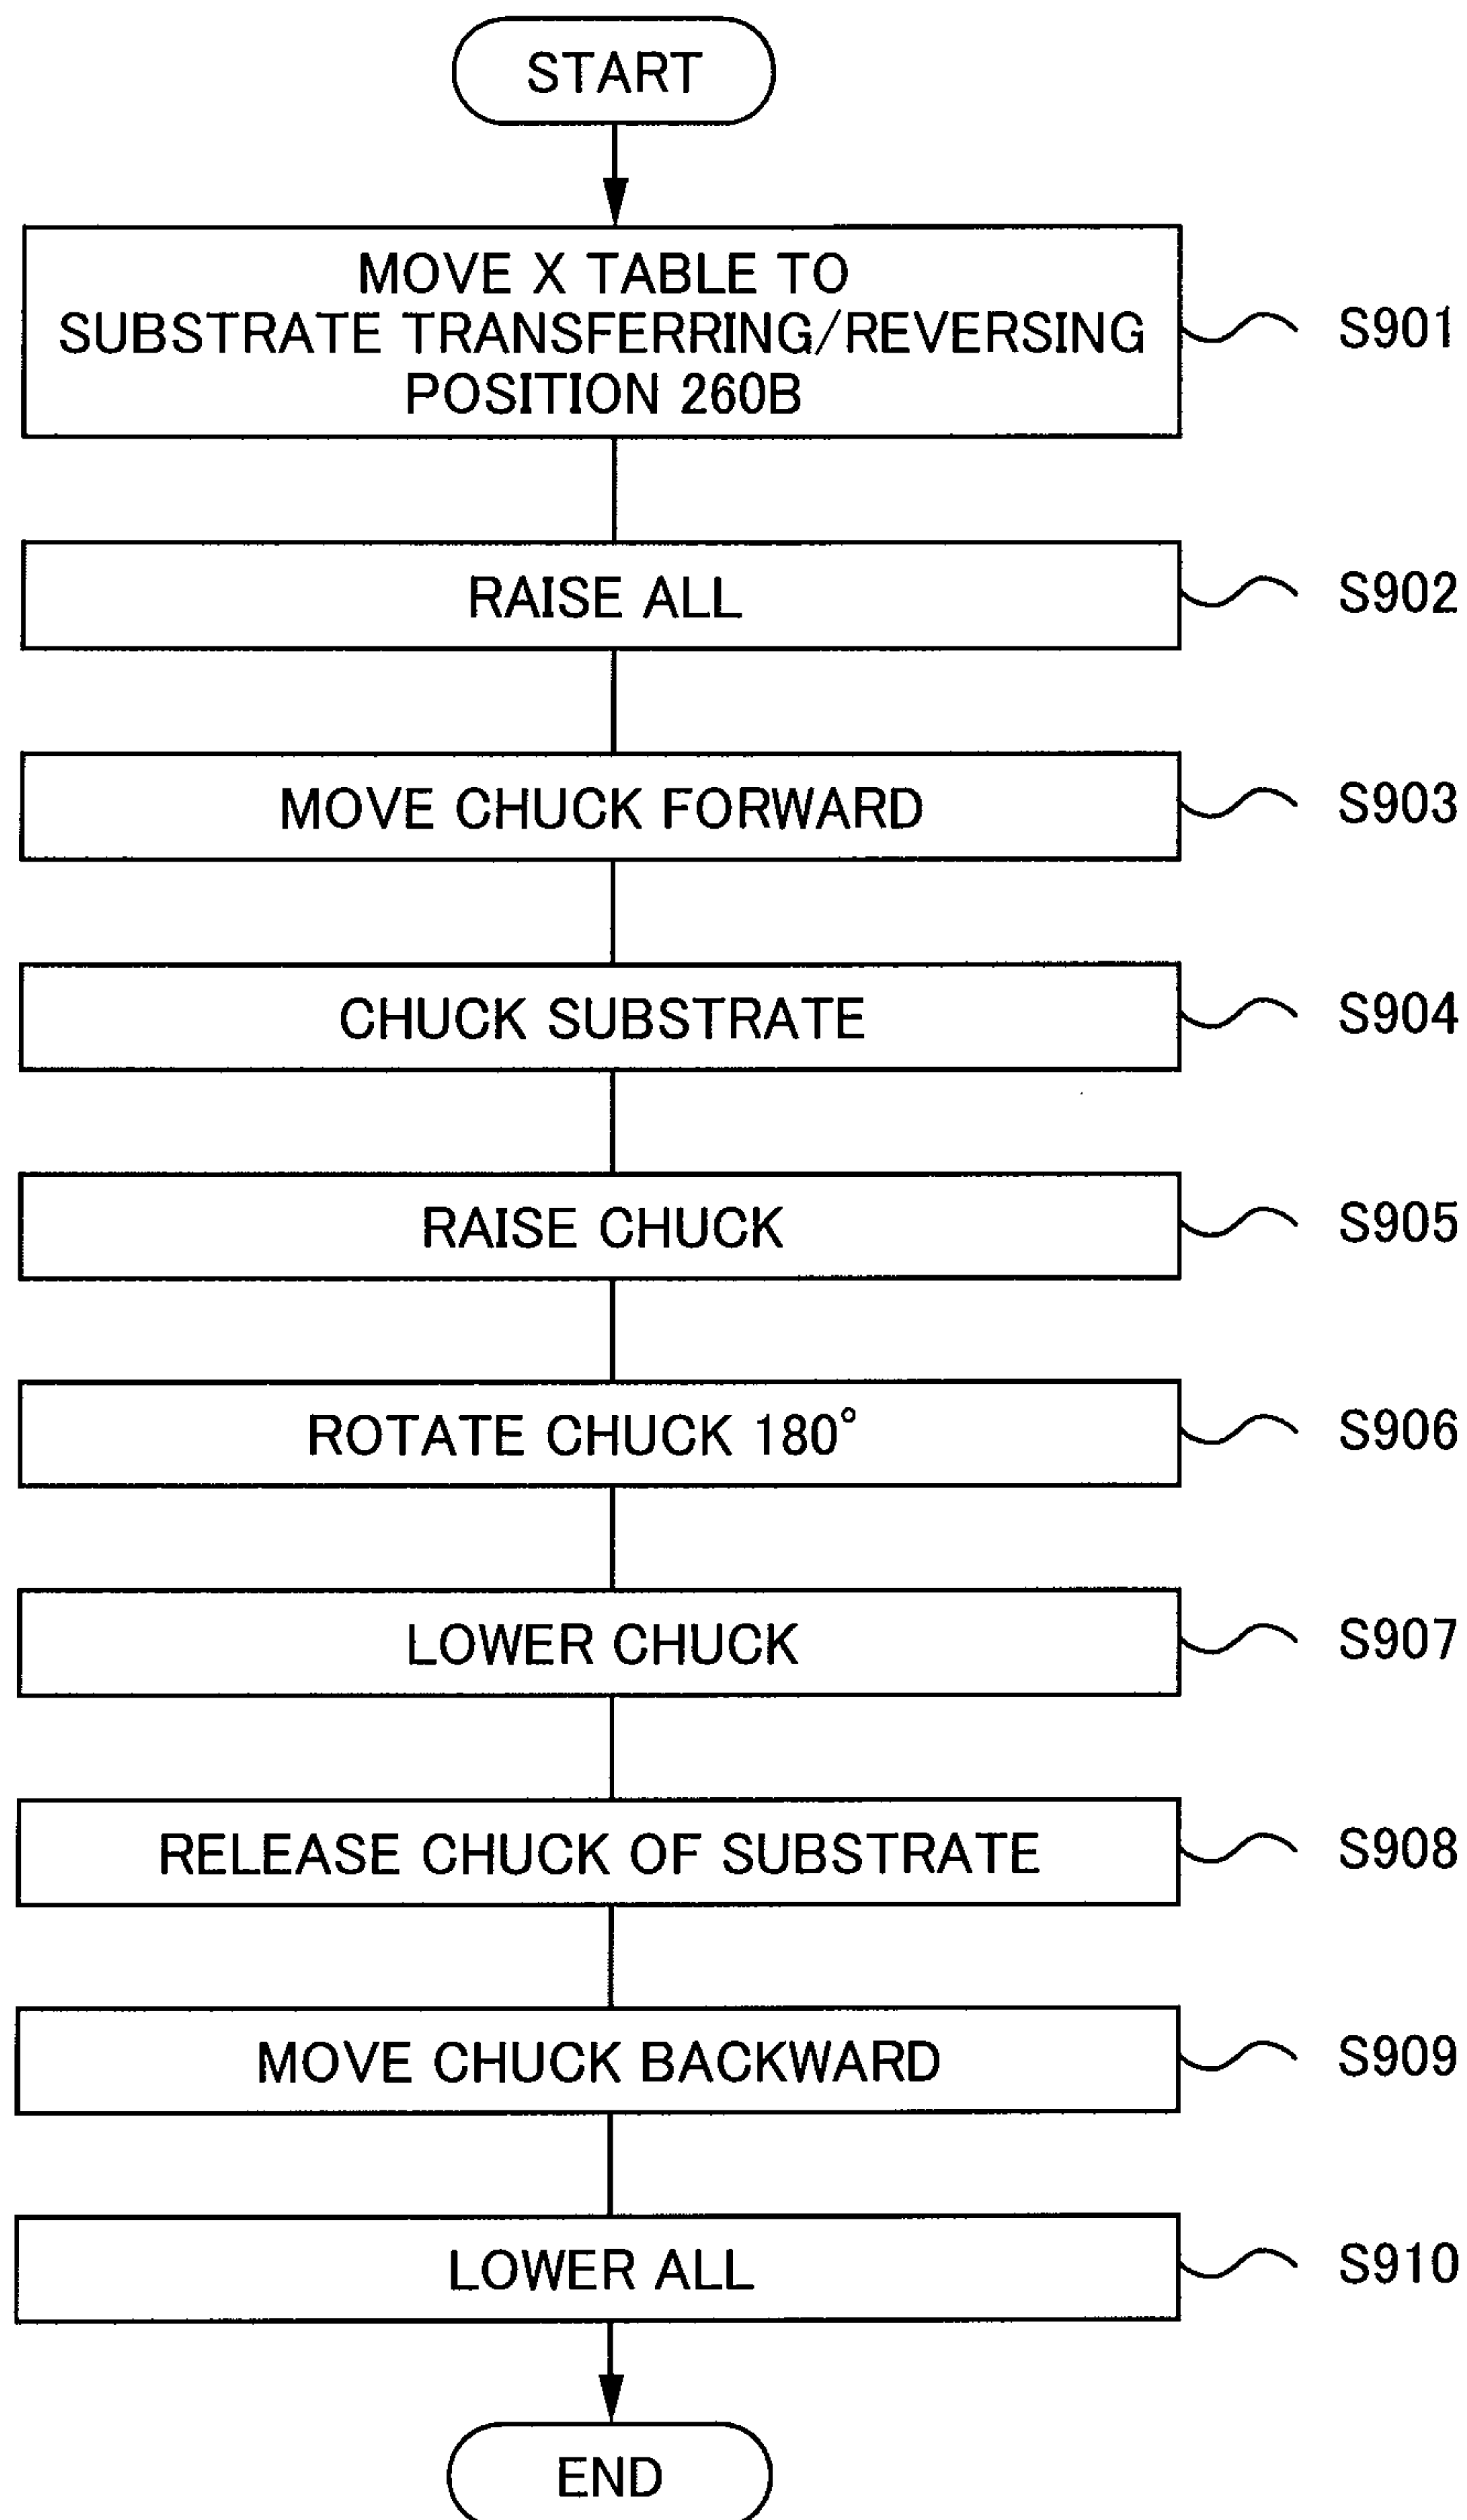 START
MOVE X TABLE TO
SUBSTRATE TRANSFERRING/REVERSING
POSITION 260B
S901
RAISE ALL
S902
MOVE CHUCK FORWARD
S903
CHUCK SUBSTRATE
S904
RAISE CHUCK
S905
ROTATE CHUCK 180°
S906
LOWER CHUCK
S907
RELEASE CHUCK OF SUBSTRATE
S908
MOVE CHUCK BACKWARD
S909
LOWER ALL
S910
END